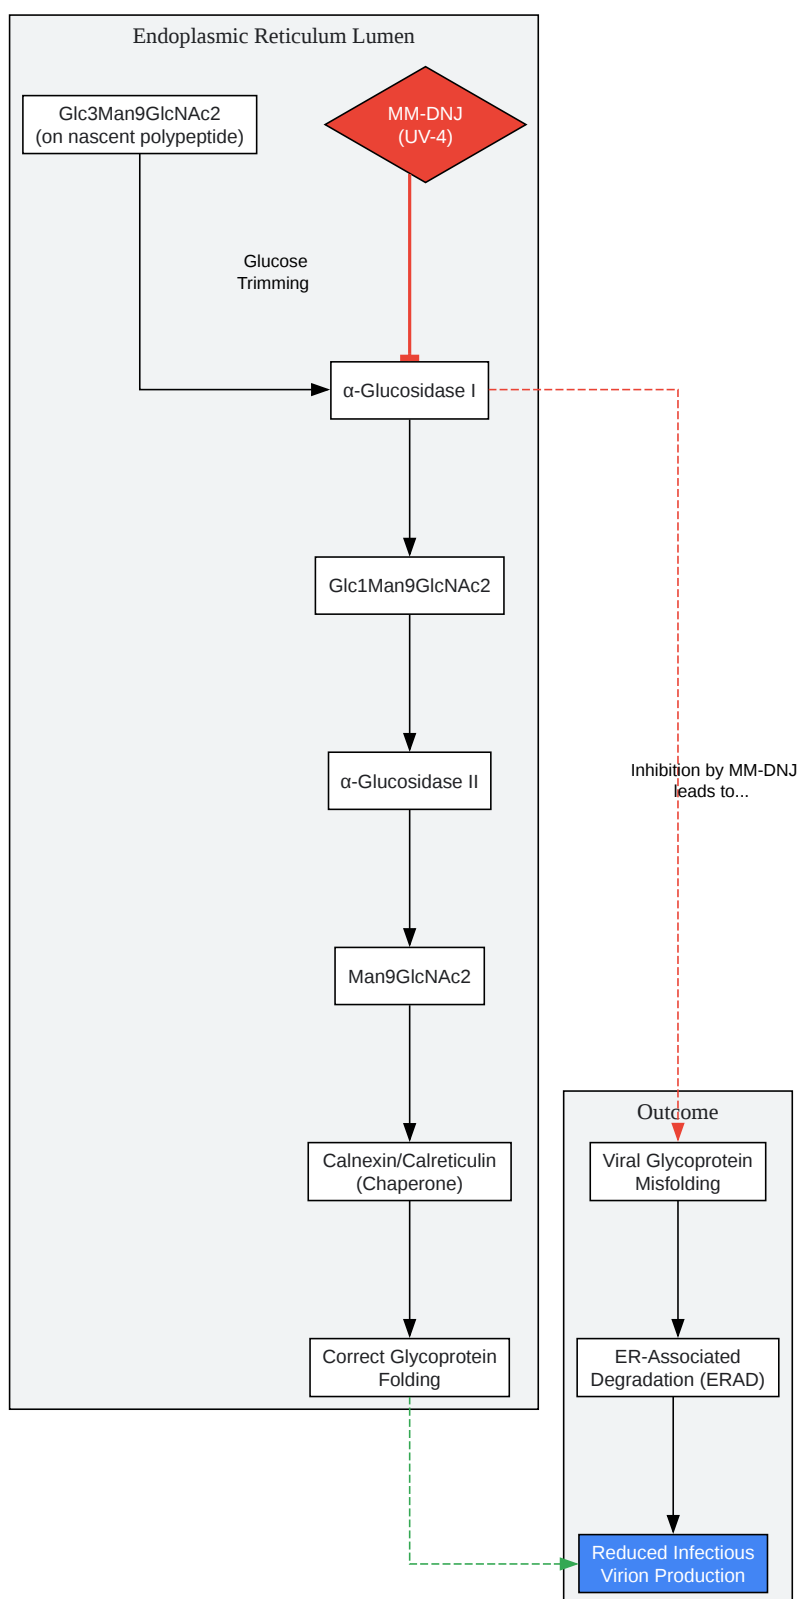 Endoplasmic Reticulum Lumen
Glc3Man9GlcNAc2
(on nascent polypeptide)
MM-DNJ
(UV-4)
Glucose
Trimming
α-Glucosidase I
Glc1Man9GlcNAc2
α-Glucosidase II
Inhibition by MM-DNJ
leads to...
Man9GlcNAc2
Outcome
Calnexin/Calreticulin
(Chaperone)
Viral Glycoprotein
Misfolding
Correct Glycoprotein
Folding
ER-Associated
Degradation (ERAD)
Reduced Infectious
Virion Production